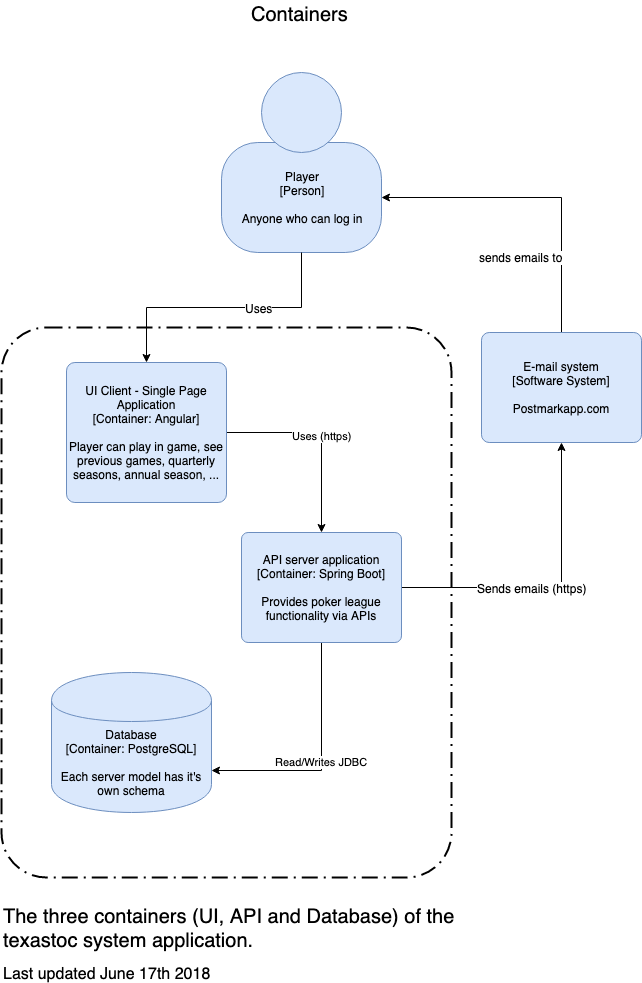 Containers
Player
[Person]
Anyone who can log in
sends emails to
Uses
E-mail system
[Software System]
Postmarkapp.com
UI Client - Single Page
Application
[Container: Angular]
Player can play in game, see
previous games, quarterly
seasons, annual season, ...
Uses (https)
API server application
[Container: Spring Boot]
Provides poker league
functionality via APIs
Sends emails (https)
Database
[Container: PostgreSQL]
Each server model has it's
own schema
Read/Writes JDBC
The three containers (UI, API and Database) of the
texastoc system application.
Last updated June 17th 2018